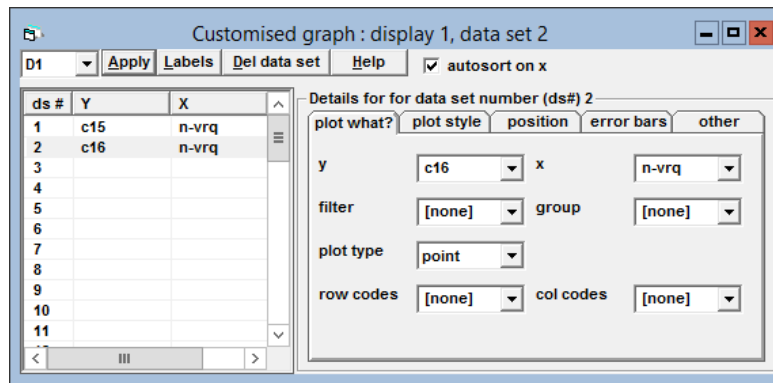 Customised graph : display 1, data set 2
D1 Apply Labels Del data set Help autosort on x
ds # Y X
1 c15 n-vrq
2 c16 n-vrq
3
4
5
6
7
8
9
10
11
Details for for data set number (ds#) 2
plot what? plot style position error bars other
y c16 x n-vrq
filter [none] group [none]
plot type point
row codes [none] col codes [none]